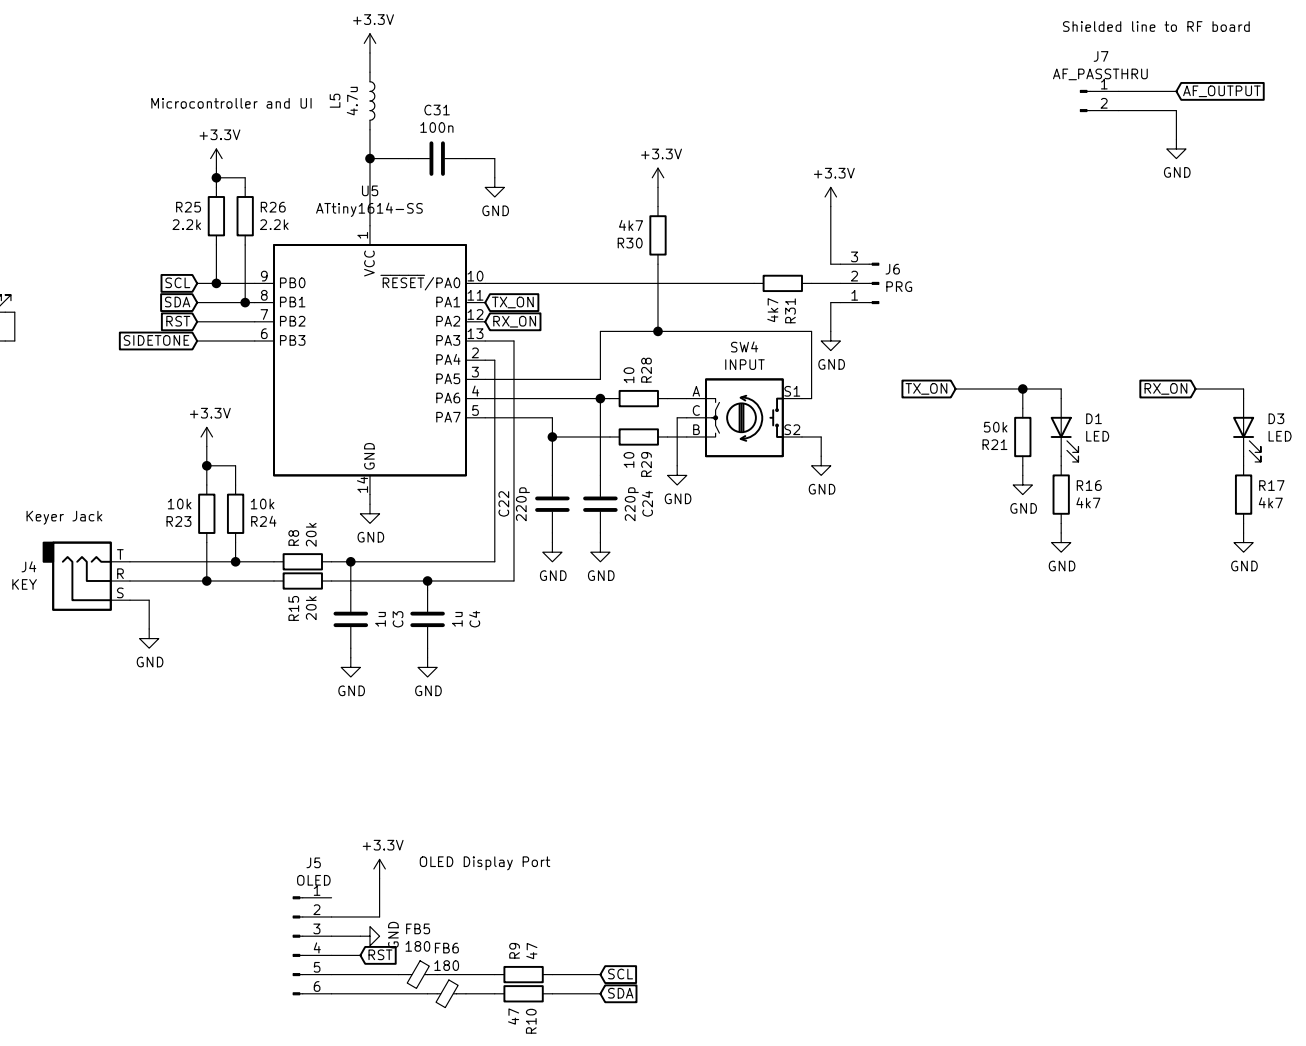 +3.3V
Shielded line to RF board
J7
AF_PASSTHRU
1
AF_OUTPUT
2
GND
L5
4.7u
Microcontroller and UI
C31
100n
+3.3V
GND
U5
ATtiny1614-SS
R25
2.2k
R26
2.2k
1
VCC
SCL
9
PB0
SDA
8
PB1
RST
7
PB2
SIDETONE
6
PB3
RESET/PA0
10
PA1
11
TX_ON
PA2
12
RX_ON
PA3
13
PA4
2
PA5
3
PA6
4
PA7
5
GND
14
GND
+3.3V
4k7
R30
+3.3V
3
2
1
J6
PRG
4k7
R31
GND
SW4
INPUT
10
R28
A
C
B
S1
S2
10
R29
GND
GND
C22
220p
220p
C24
GND
GND
TX_ON
50k
R21
GND
D1
LED
R16
4k7
GND
RX_ON
D3
LED
R17
4k7
GND
+3.3V
10k
R23
10k
R24
Keyer Jack
J4
KEY
T
R
S
GND
R8
20k
R15
20k
1u
C3
1u
C4
GND
GND
+3.3V
OLED Display Port
J5
OLED
1
2
3
GND
4
RST
5
6
FB5
180
FB6
180
R9
47
SCL
47
R10
SDA